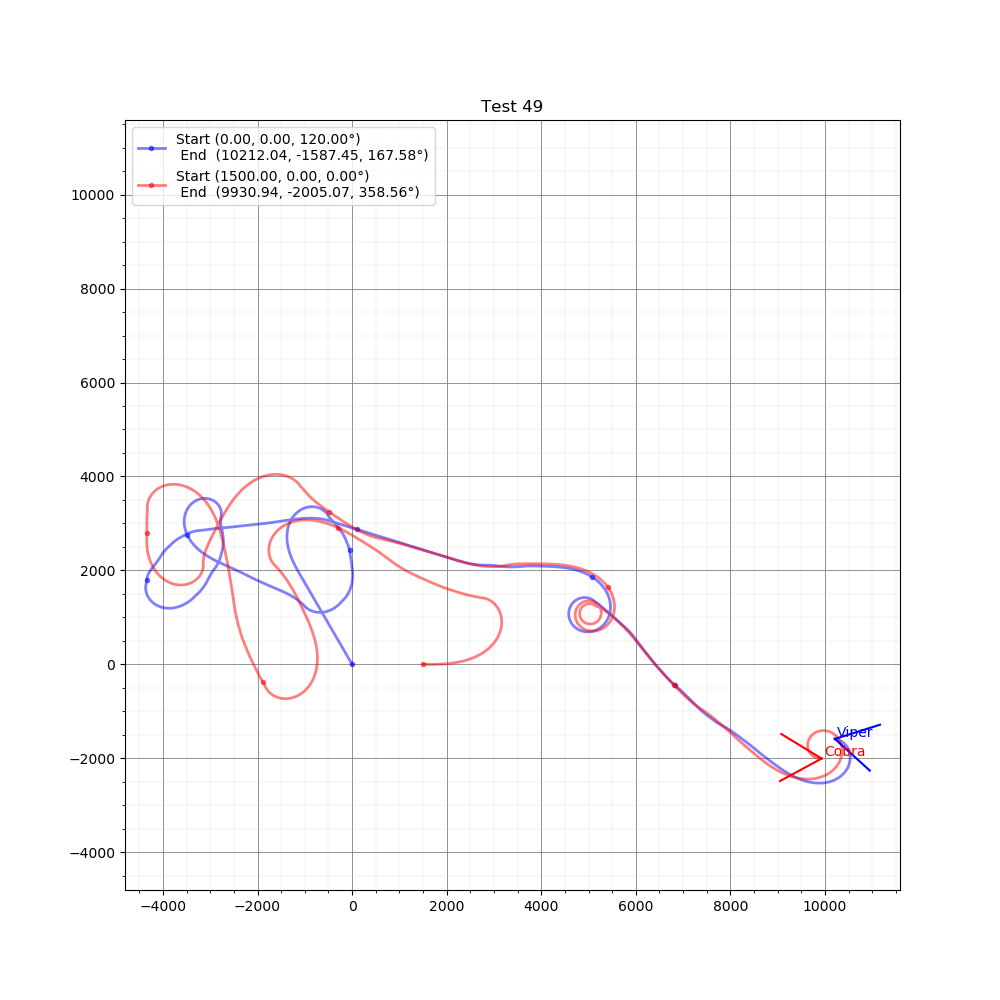 Test 49
Start (0.00, 0.00, 120.00°)
End  (10212.04, -1587.45, 167.58°)
Start (1500.00, 0.00, 0.00°)
End  (9930.94, -2005.07, 358.56°)
10000
8000
6000
4000
2000
0
−2000
−4000
Viper
Cobra
−4000 −2000 0 2000 4000 6000 8000 10000